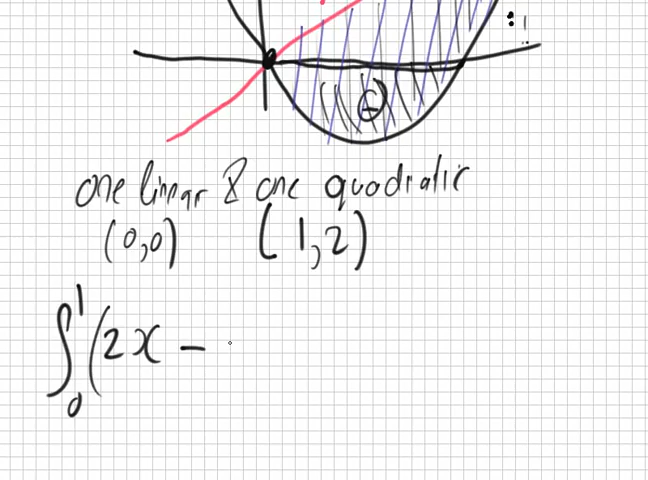 one linear & one quadratic
(0,0) (1,2)
∫₀¹(2x −